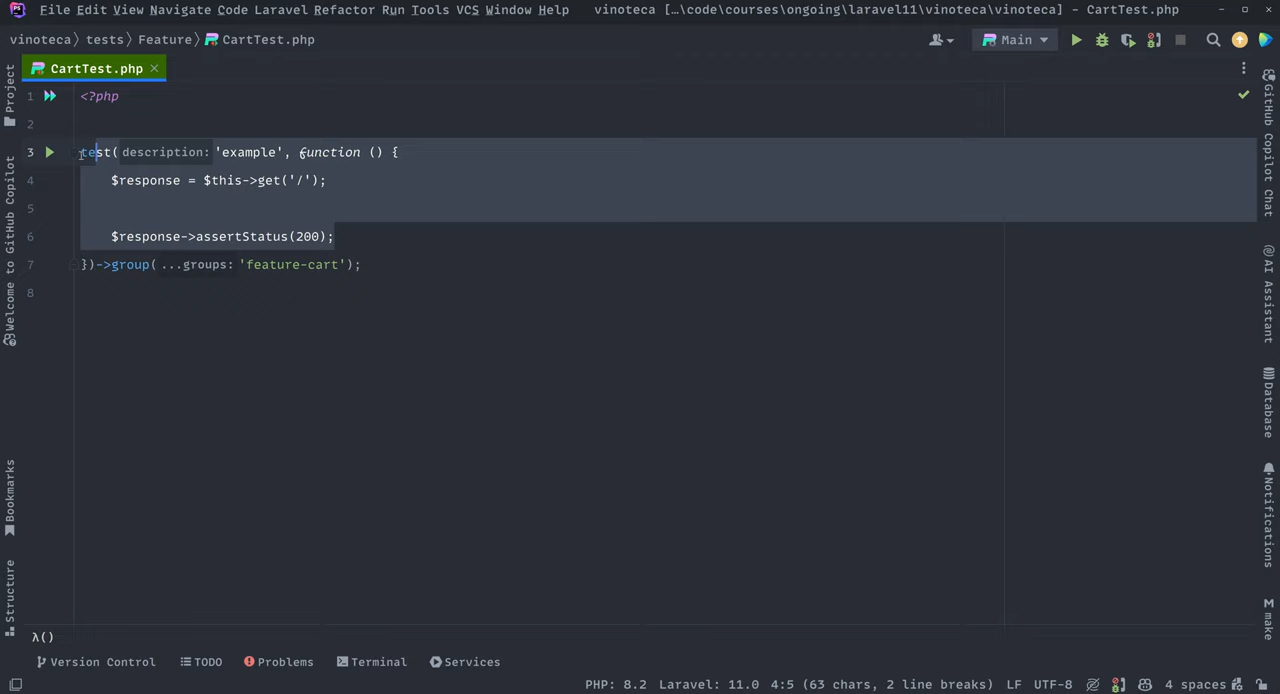 PS File Edit View Navigate Code Laravel Refactor Run Tools VCS Window Help vinoteca […\code\courses\ongoing\laravel11\vinoteca\vinoteca] - CartTest.php
vinoteca tests Feature CartTest.php Main
CartTest.php
1 <?php
2
3 test( description: 'example', function () {
4 $response = $this->get('/');
5
6 $response->assertStatus(200);
7 })->group( ...groups: 'feature-cart');
8
Project
Welcome to GitHub Copilot
Bookmarks
Structure
GitHub Copilot Chat
AI Assistant
Database
Notifications
M make
λ()
Version Control TODO Problems Terminal Services
PHP: 8.2 Laravel: 11.0 4:5 (63 chars, 2 line breaks) LF UTF-8 4 spaces